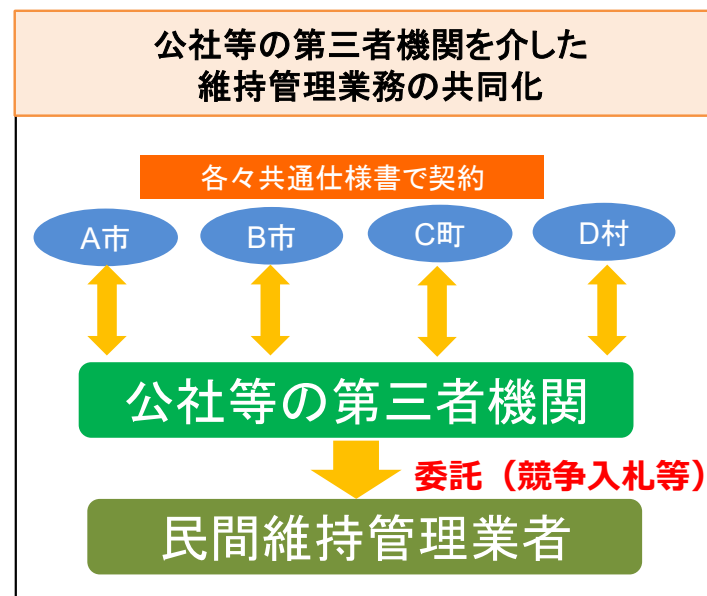 公社等の第三者機関を介した
維持管理業務の共同化
各々共通仕様書で契約
A市
B市
C町
D村
公社等の第三者機関
委託（競争入札等）
民間維持管理業者